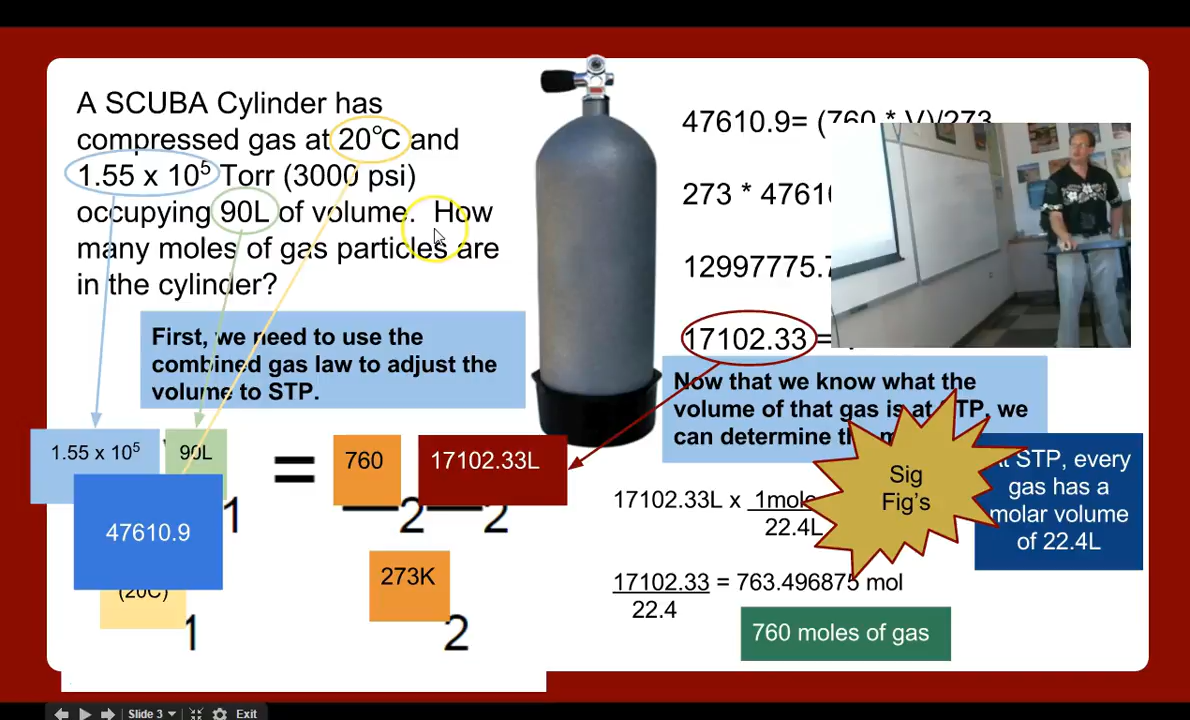 A SCUBA Cylinder has
compressed gas at 20°C and
1.55 x 10⁵ Torr (3000 psi)
occupying 90L of volume. How
many moles of gas particles are
in the cylinder?
First, we need to use the
combined gas law to adjust the
volume to STP.
1.55 x 10⁵
90L
1
47610.9
(20C)
1
=
760
2
17102.33L
2
273K
2
47610.9= (760 * V)/273
273 * 4761
12997775.7
17102.33 =
Now that we know what the
volume of that gas is at STP, we
can determine the m
Sig
Fig's
At STP, every
gas has a
molar volume
of 22.4L
17102.33L x 1mole
22.4L
17102.33 = 763.496875 mol
22.4
760 moles of gas
Slide 3
Exit